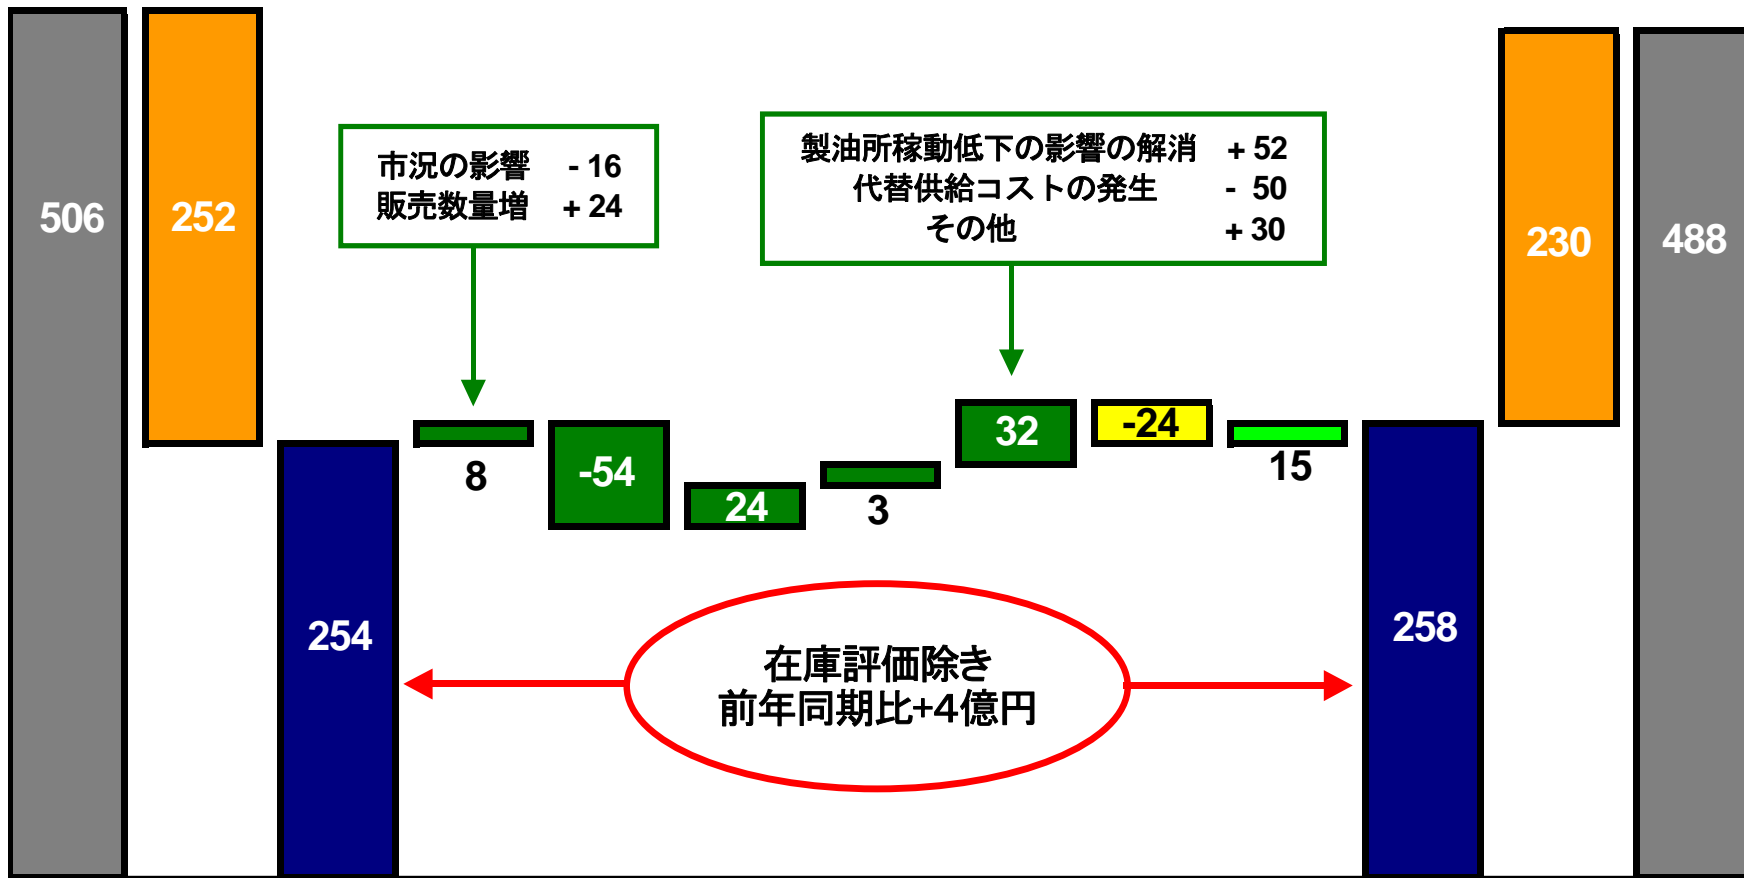 市況の影響 - 16
販売数量増 + 24
製油所稼動低下の影響の解消 + 52
代替供給コストの発生 - 50
その他 + 30
506
252
230
488
8
-54
24
3
32
-24
15
254
258
在庫評価除き
前年同期比+4億円